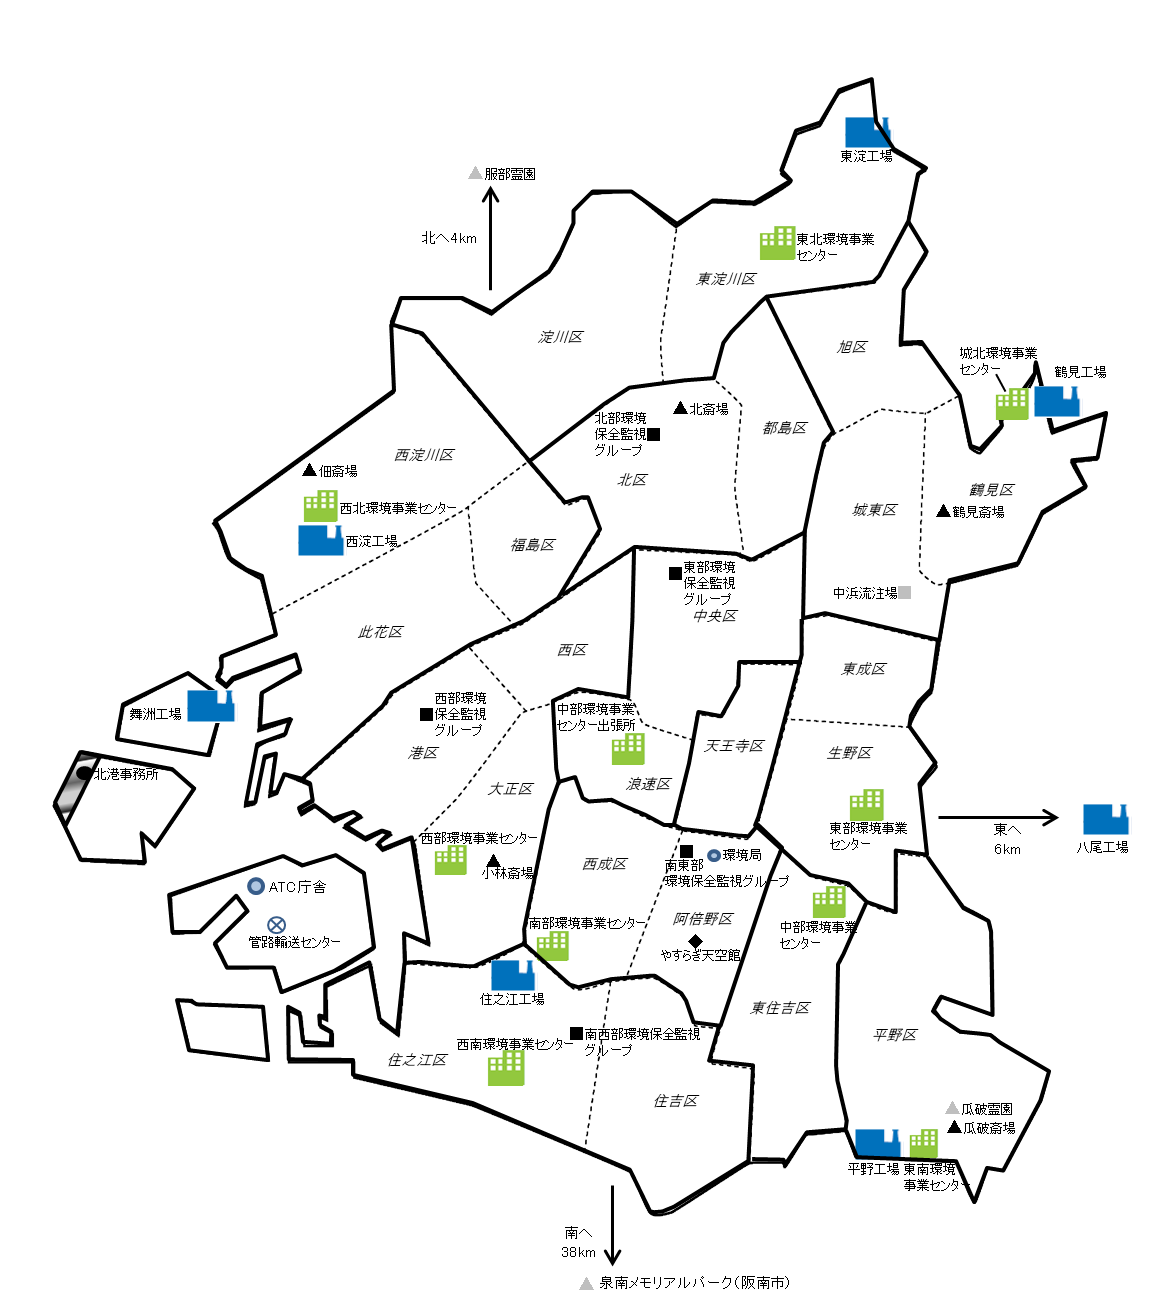 東淀工場
服部霊園
北へ4km
東北環境事業
センター
東淀川区
淀川区
旭区
城北環境事業
センター
鶴見工場
北斎場
北部環境
保全監視
グループ
都島区
西淀川区
佃斎場
北区
鶴見区
西北環境事業センター
城東区
鶴見斎場
西淀工場
福島区
東部環境
保全監視
グループ
中浜流注場
中央区
此花区
西区
東成区
舞洲工場
西部環境
保全監視
グループ
中部環境事業
センター出張所
港区
天王寺区
生野区
北港事務所
大正区
浪速区
東部環境事業
センター
東へ
6km
八尾工場
西部環境事業センター
小林斎場
西成区
南東部
環境保全監視グループ
環境局
ATC庁舎
管路輸送センター
南部環境事業センター
阿倍野区
やすらぎ天空館
中部環境事業
センター
住之江工場
東住吉区
平野区
西南環境事業センター
南西部環境保全監視
グループ
住之江区
住吉区
瓜破霊園
瓜破斎場
平野工場
東南環境
事業センター
南へ
38km
泉南メモリアルパーク(阪南市)